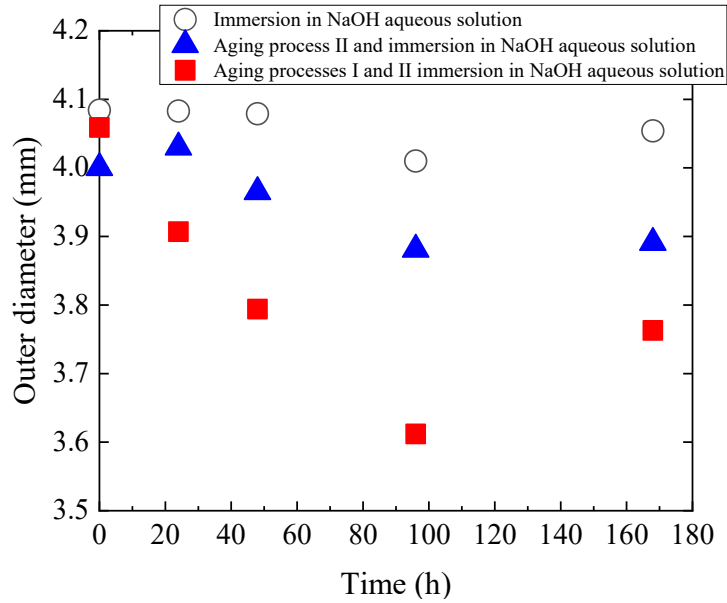 Immersion in NaOH aqueous solution
Aging process II and immersion in NaOH aqueous solution
Aging processes I and II immersion in NaOH aqueous solution
4.2
4.1
4.0
3.9
3.8
3.7
3.6
3.5
Outer diameter (mm)
0 20 40 60 80 100 120 140 160 180
Time (h)